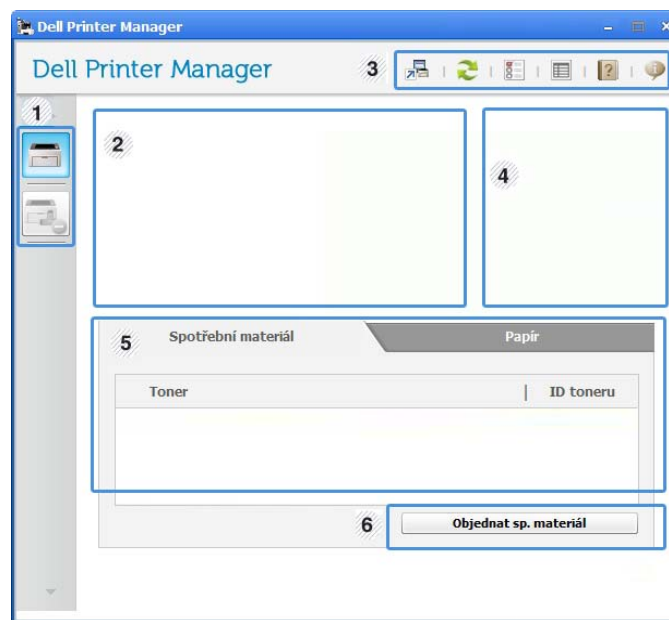 Dell Printer Manager
Dell Printer Manager
3
1
2
4
5
Spotřební materiál
Papír
Toner
ID toneru
6
Objednat sp. materiál